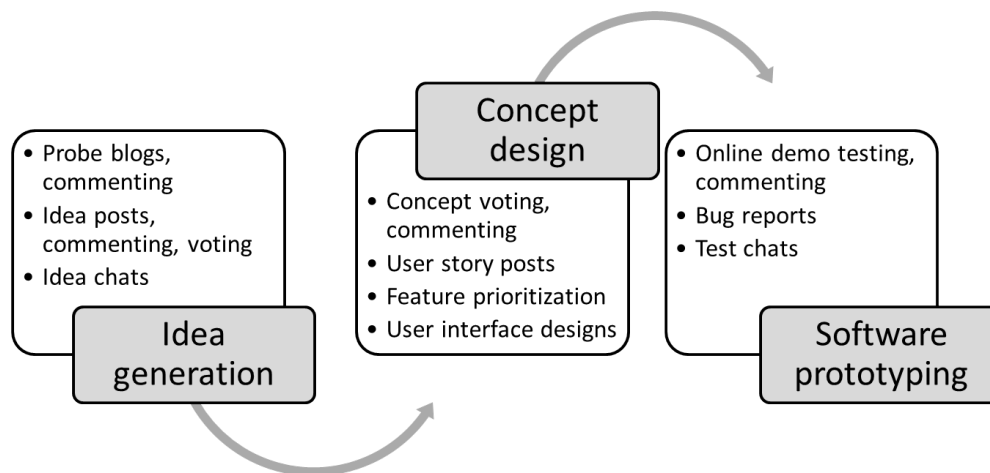 • Probe blogs,
commenting
• Idea posts,
commenting, voting
• Idea chats
Idea
generation
Concept
design
• Concept voting,
commenting
• User story posts
• Feature prioritization
• User interface designs
• Online demo testing,
commenting
• Bug reports
• Test chats
Software
prototyping